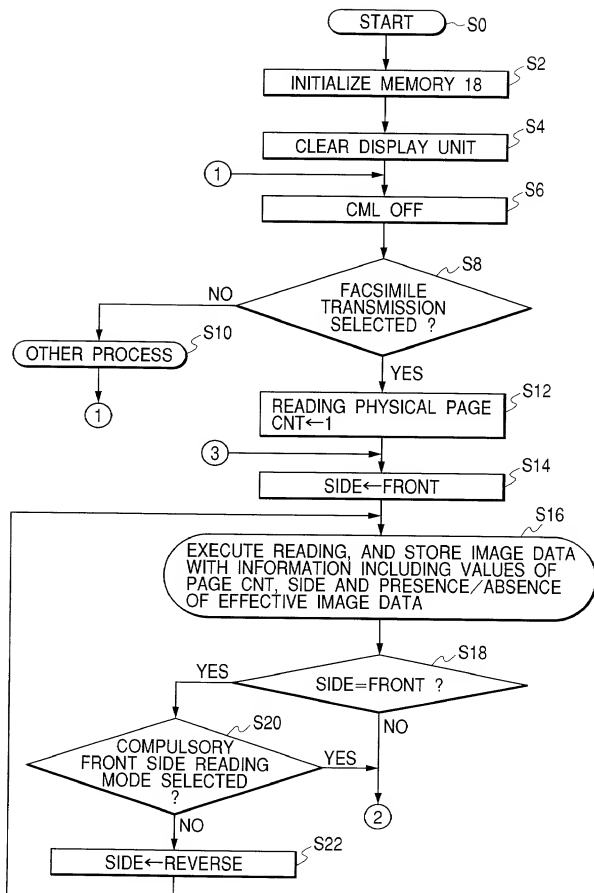 START
S0
INITIALIZE MEMORY 18
S2
CLEAR DISPLAY UNIT
S4
1
CML OFF
S6
FACSIMILE
TRANSMISSION
SELECTED ?
S8
NO
YES
OTHER PROCESS
S10
1
READING PHYSICAL PAGE
CNT←1
S12
3
SIDE←FRONT
S14
EXECUTE READING, AND STORE IMAGE DATA
WITH INFORMATION INCLUDING VALUES OF
PAGE CNT, SIDE AND PRESENCE/ABSENCE
OF EFFECTIVE IMAGE DATA
S16
SIDE=FRONT ?
S18
YES
NO
COMPULSORY
FRONT SIDE READING
MODE SELECTED
?
S20
YES
NO
2
SIDE←REVERSE
S22